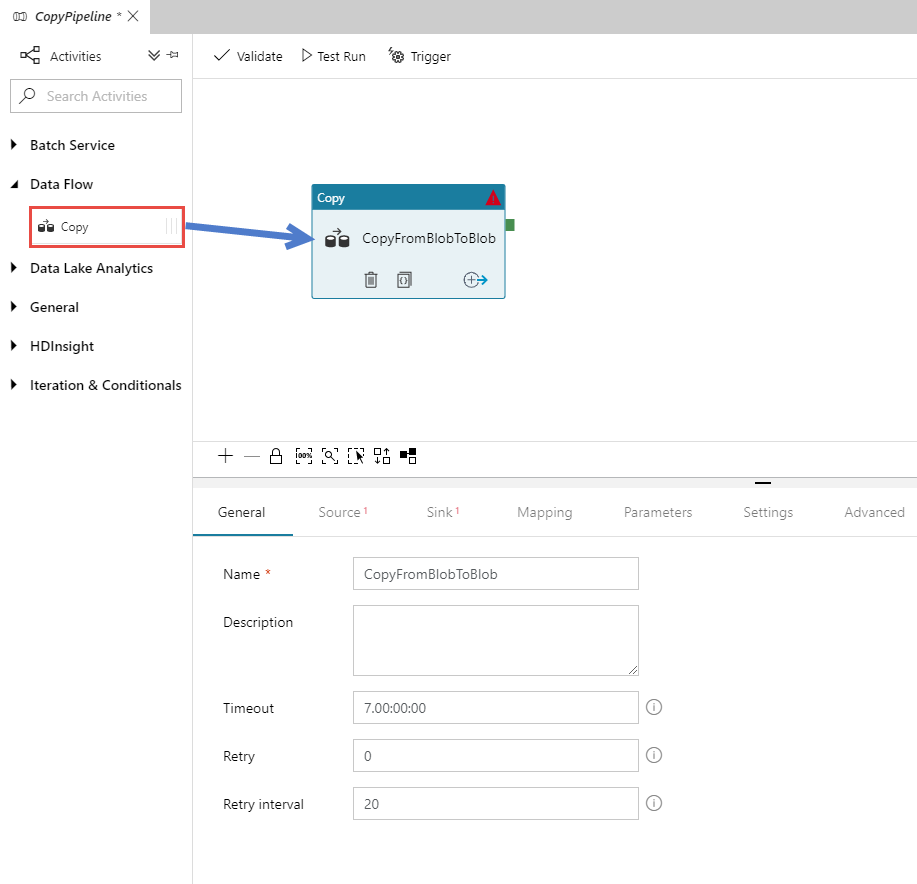 CopyPipeline *
Activities
Search Activities
Batch Service
Data Flow
Copy
Data Lake Analytics
General
HDInsight
Iteration & Conditionals
Validate Test Run Trigger
Copy
CopyFromBlobToBlob
100%
General Source 1 Sink 1 Mapping Parameters Settings Advanced
Name * CopyFromBlobToBlob
Description
Timeout 7.00:00:00
Retry 0
Retry interval 20